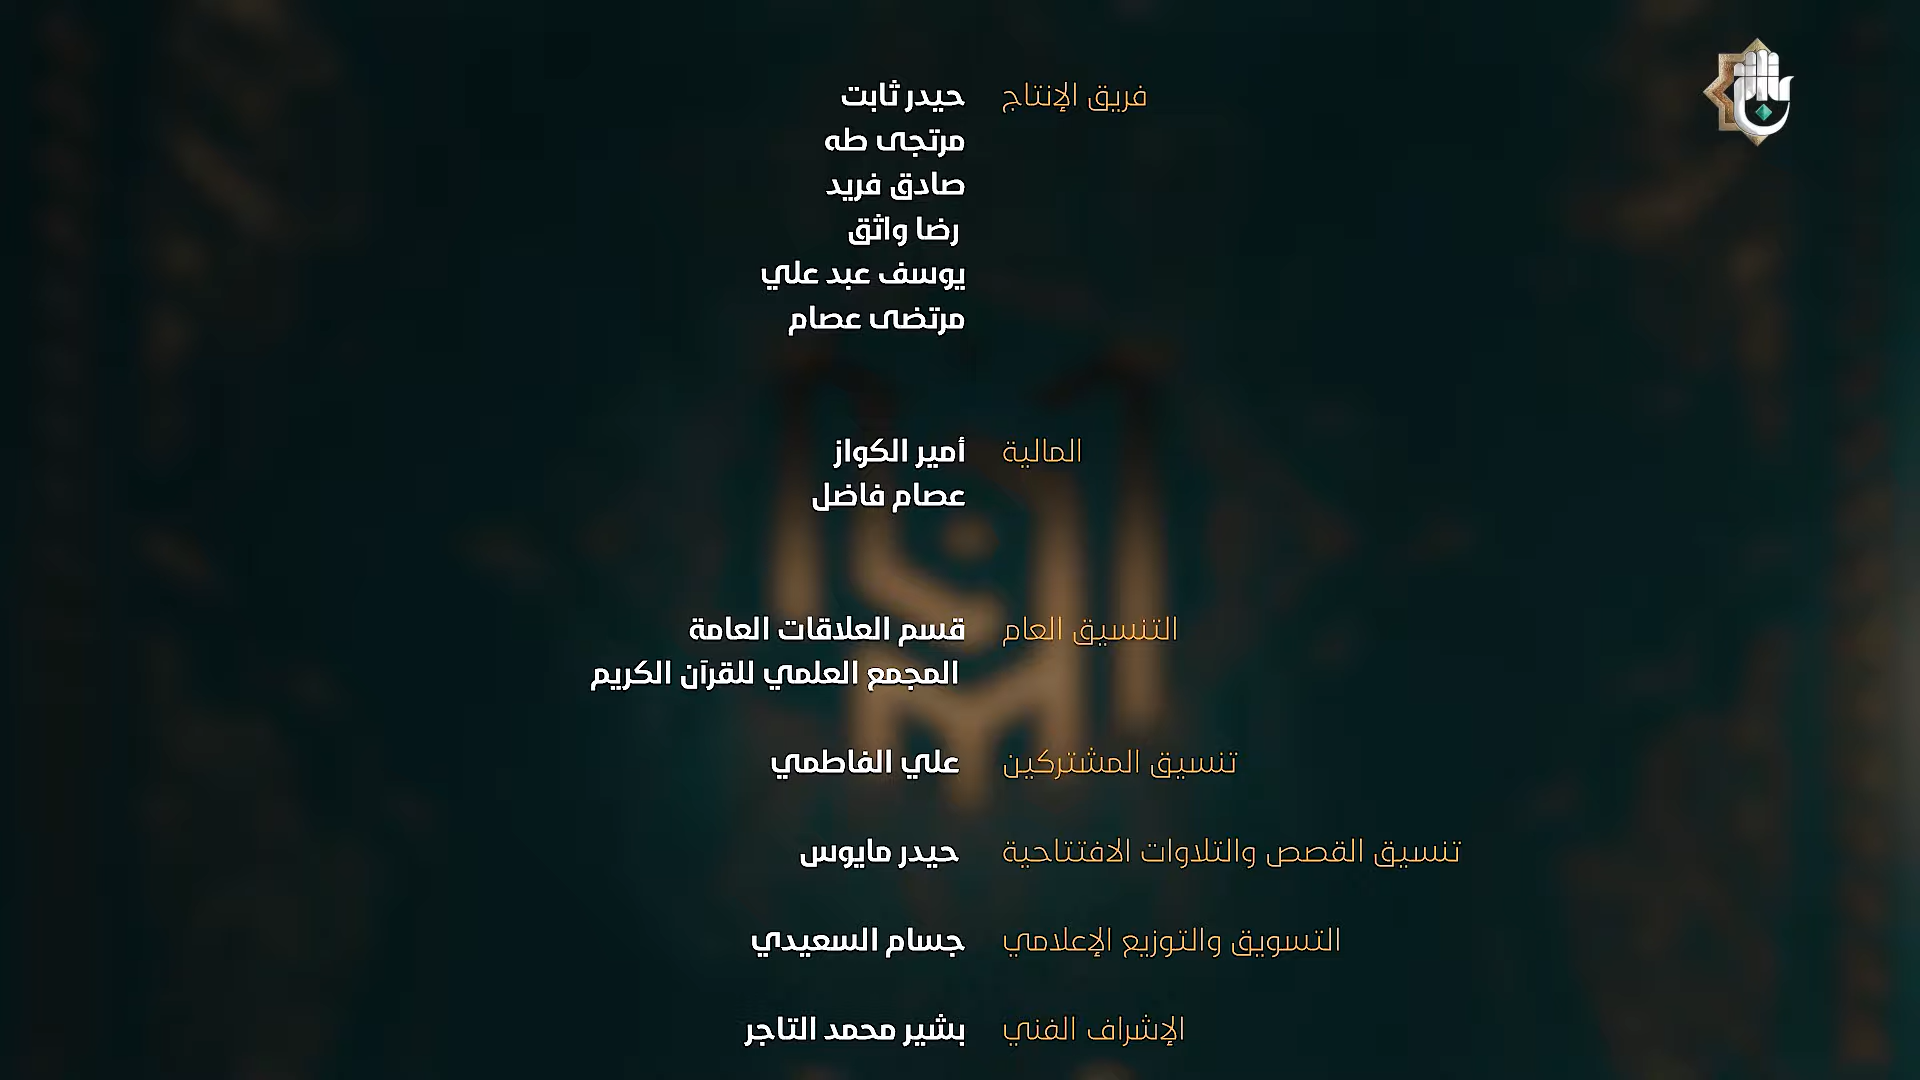 فريق الإنتاج حيدر ثابت
مرتجى طه
صادق فريد
رضا واثق
يوسف عبد علي
مرتضى عصام
المالية أمير الكواز
عصام فاضل
التنسيق العام قسم العلاقات العامة
المجمع العلمي للقرآن الكريم
تنسيق المشتركين علي الفاطمي
تنسيق القصص والتلاوات الافتتاحية حيدر مايوس
التسويق والتوزيع الإعلامي جسام السعيدي
الإشراف الفني بشير محمد التاجر